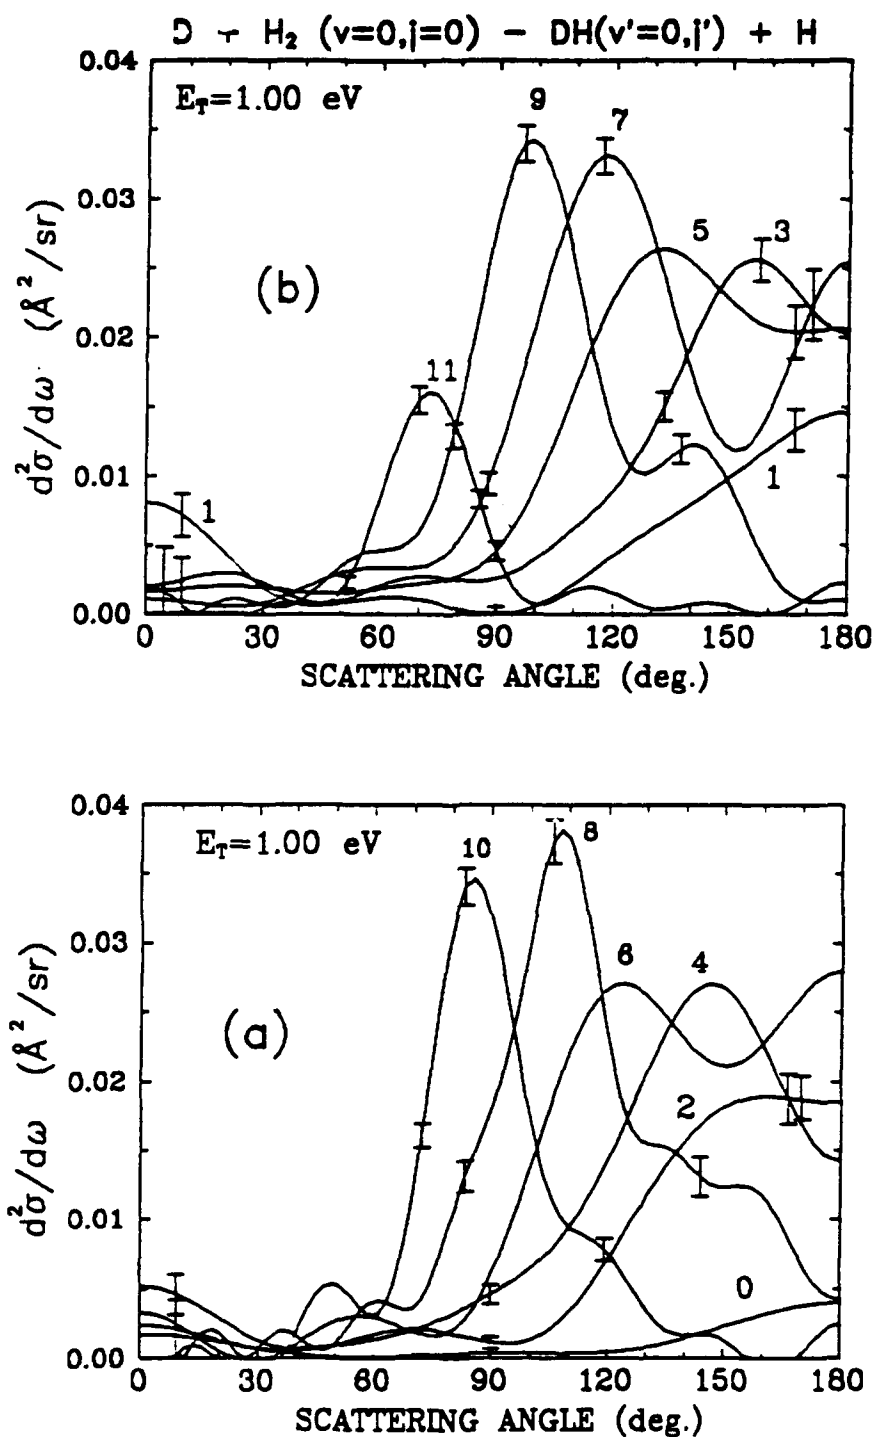 D + H₂ (v=0,j=0) − DH(v'=0,j') + H
0.04
E_T=1.00 eV
9
7
0.03
5
3
(b)
0.02
11
0.01
1
1
0.00
0 30 60 90 120 150 180
SCATTERING ANGLE (deg.)
d²σ/dω (Å²/sr)
0.04
E_T=1.00 eV
10
8
0.03
6
4
(a)
0.02
2
0.01
0
0.00
0 30 60 90 120 150 180
SCATTERING ANGLE (deg.)
d²σ/dω (Å²/sr)